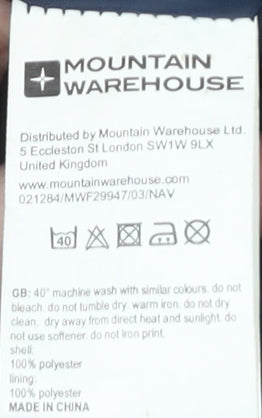 MOUNTAIN
WAREHOUSE
Distributed by Mountain Warehouse Ltd.
5 Eccleston St London SW1W 9LX
United Kingdom
www.mountainwarehouse.com
021284/MWF29947/03/NAV
40
GB: 40° machine wash with similar colours. do not
bleach. do not tumble dry. warm iron. do not dry
clean. dry away from direct heat and sunlight. do
not use softener. do not iron print.
shell:
100% polyester
lining:
100% polyester
MADE IN CHINA